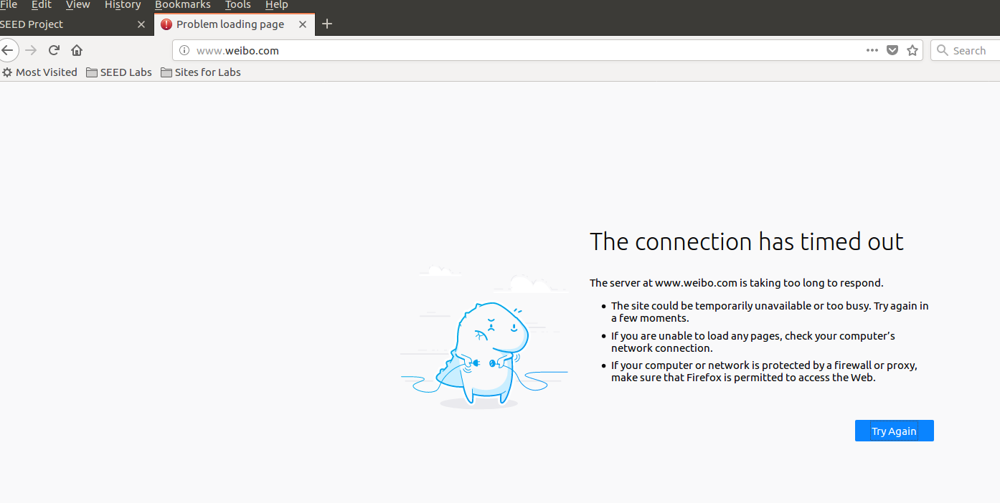 File Edit View History Bookmarks Tools Help
SEED Project
Problem loading page
www.weibo.com
Search
Most Visited SEED Labs Sites for Labs
The connection has timed out
The server at www.weibo.com is taking too long to respond.
The site could be temporarily unavailable or too busy. Try again in
a few moments.
If you are unable to load any pages, check your computer’s
network connection.
If your computer or network is protected by a firewall or proxy,
make sure that Firefox is permitted to access the Web.
Try Again